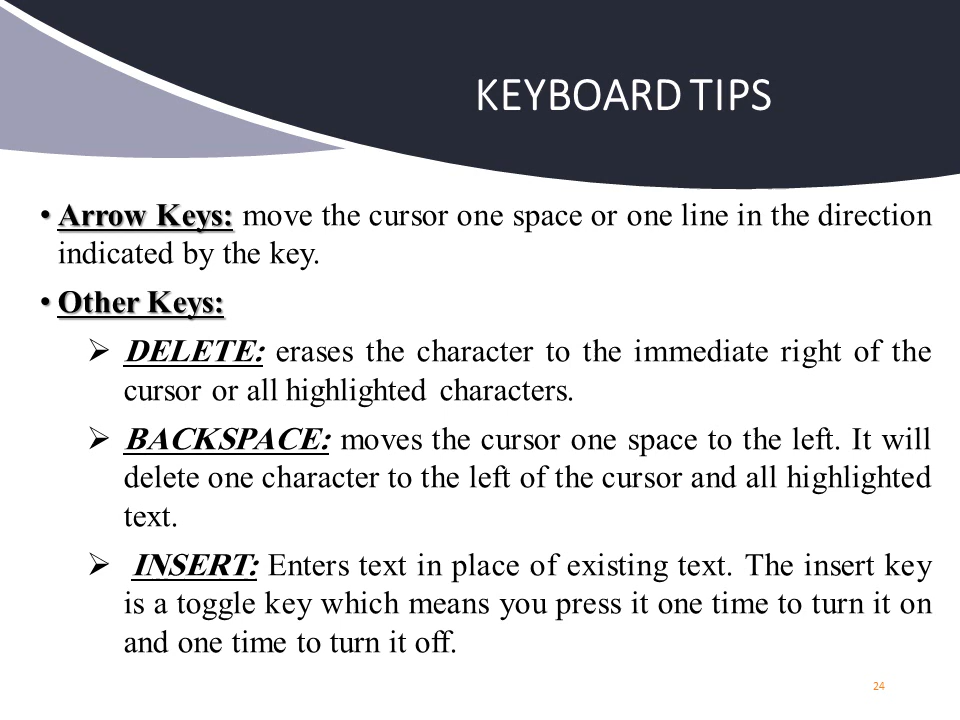 KEYBOARD TIPS
• Arrow Keys: move the cursor one space or one line in the direction
indicated by the key.
• Other Keys:
➢ DELETE: erases the character to the immediate right of the
cursor or all highlighted characters.
➢ BACKSPACE: moves the cursor one space to the left. It will
delete one character to the left of the cursor and all highlighted
text.
➢ INSERT: Enters text in place of existing text. The insert key
is a toggle key which means you press it one time to turn it on
and one time to turn it off.
24